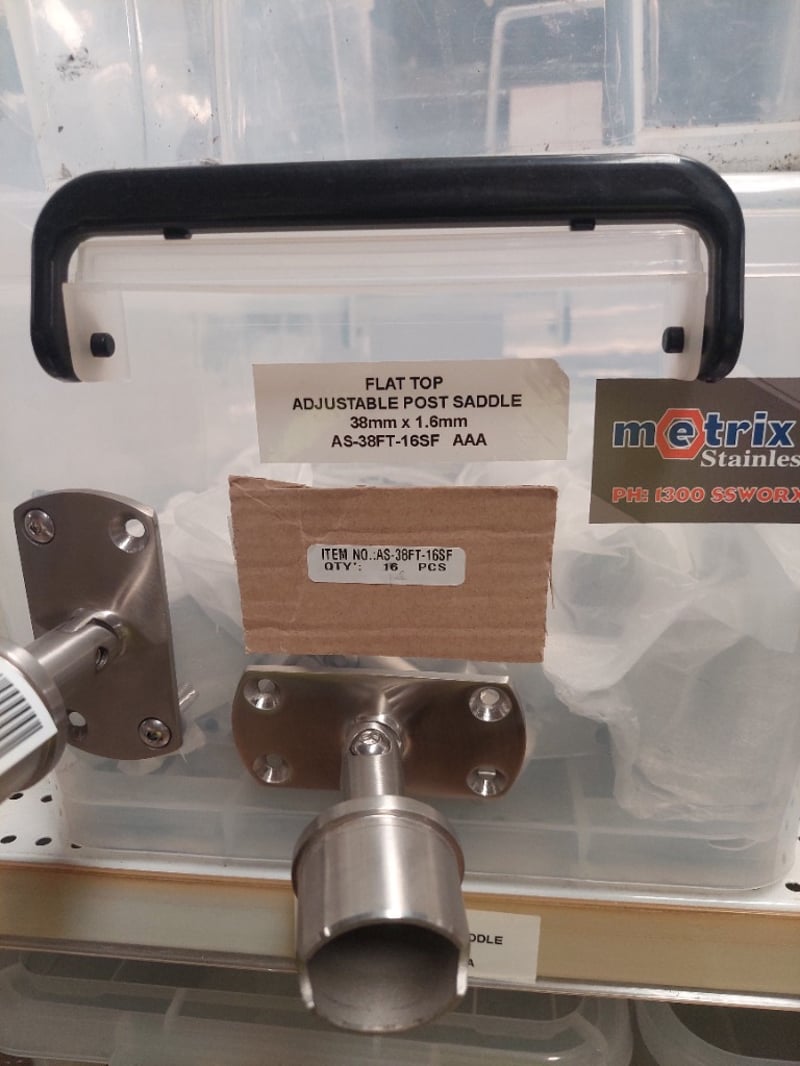 FLAT TOP
ADJUSTABLE POST SADDLE
38mm x 1.6mm
AS-38FT-16SF AAA
metrix
Stainles
PH: 1300 SSWORX
ITEM NO.:AS-38FT-16SF
QTY': 16 PCS
DDLE
A